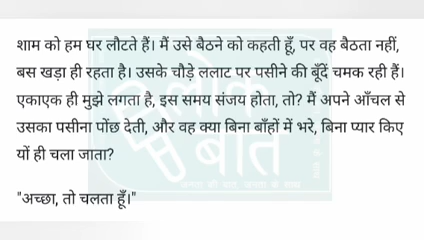 शाम को हम घर लौटते हैं। मैं उसे बैठने को कहती हूँ, पर वह बैठता नहीं,
बस खड़ा ही रहता है। उसके चौड़े ललाट पर पसीने की बूँदें चमक रही हैं।
एकाएक ही मुझे लगता है, इस समय संजय होता, तो? मैं अपने आँचल से
उसका पसीना पोंछ देती, और वह क्या बिना बाँहों में भरे, बिना प्यार किए
यों ही चला जाता?
"अच्छा, तो चलता हूँ।"
लोक
बात